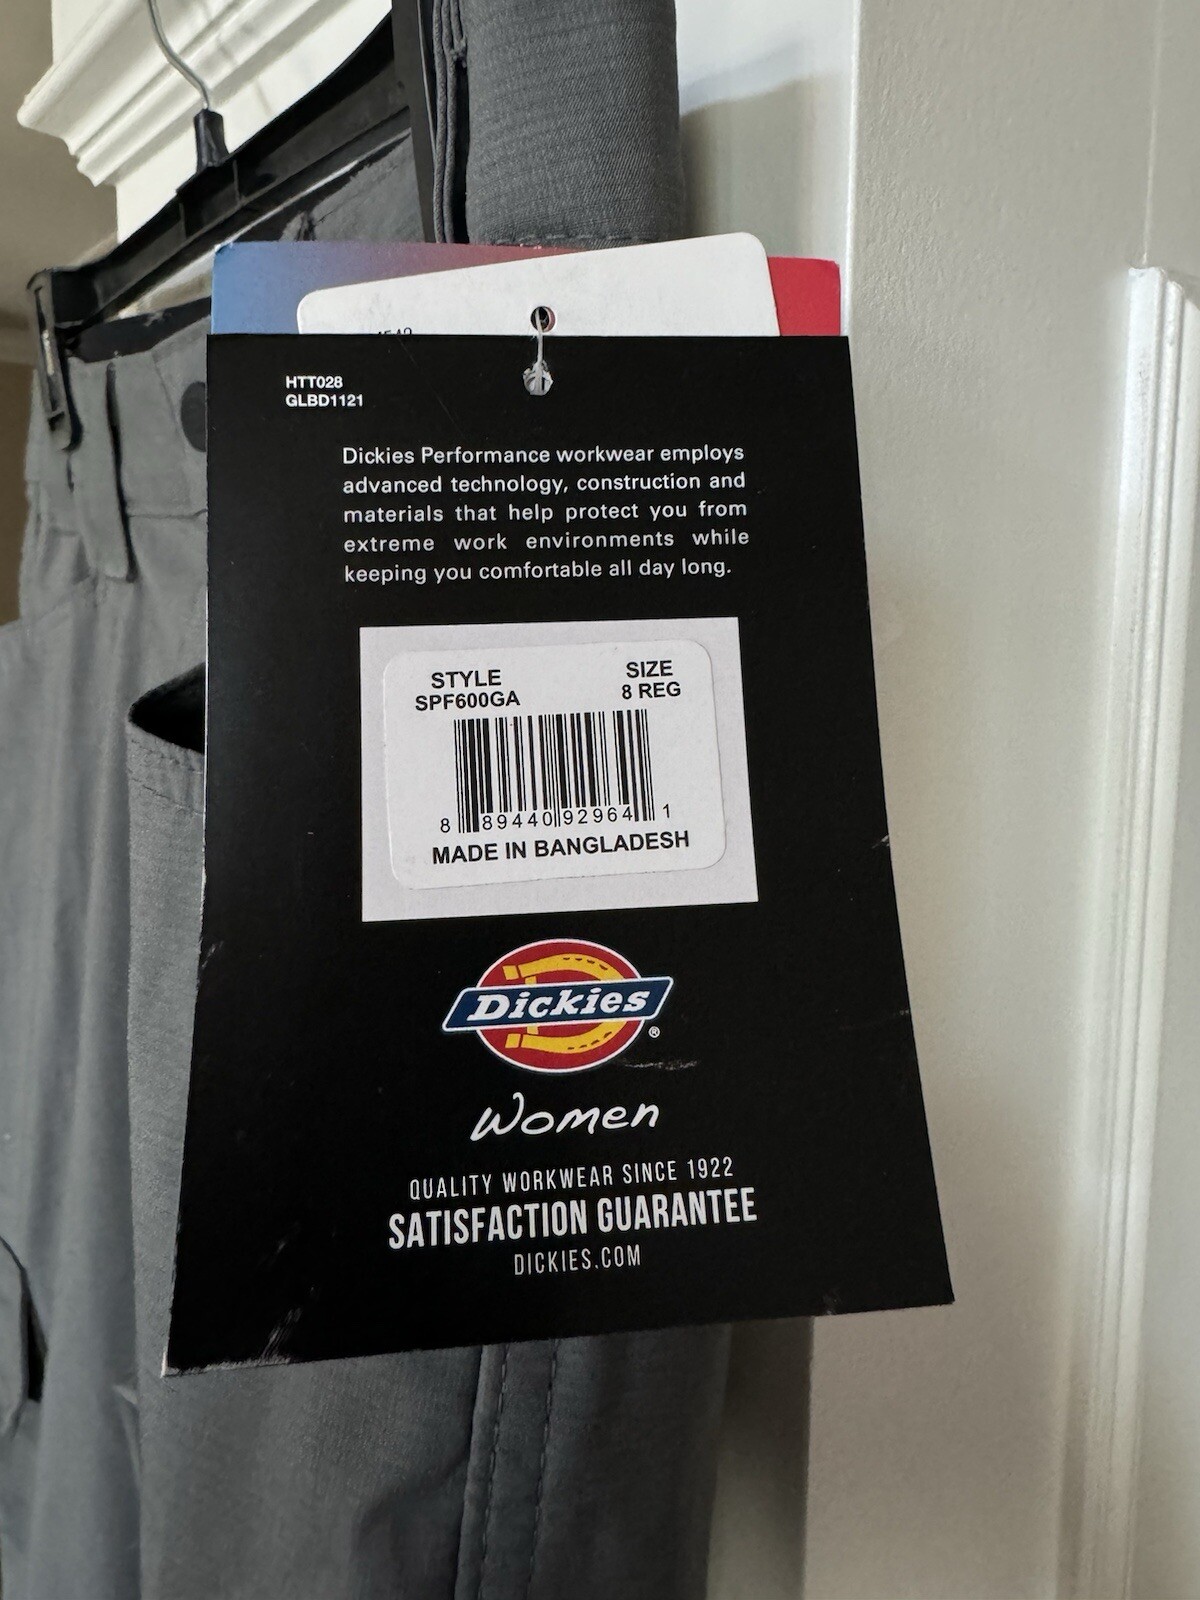 HTT028
GLBD1121
Dickies Performance workwear employs
advanced technology, construction and
materials that help protect you from
extreme work environments while
keeping you comfortable all day long.
STYLE SIZE
SPF600GA 8 REG
8 89440 92964 1
MADE IN BANGLADESH
Dickies®
Women
QUALITY WORKWEAR SINCE 1922
SATISFACTION GUARANTEE
DICKIES.COM